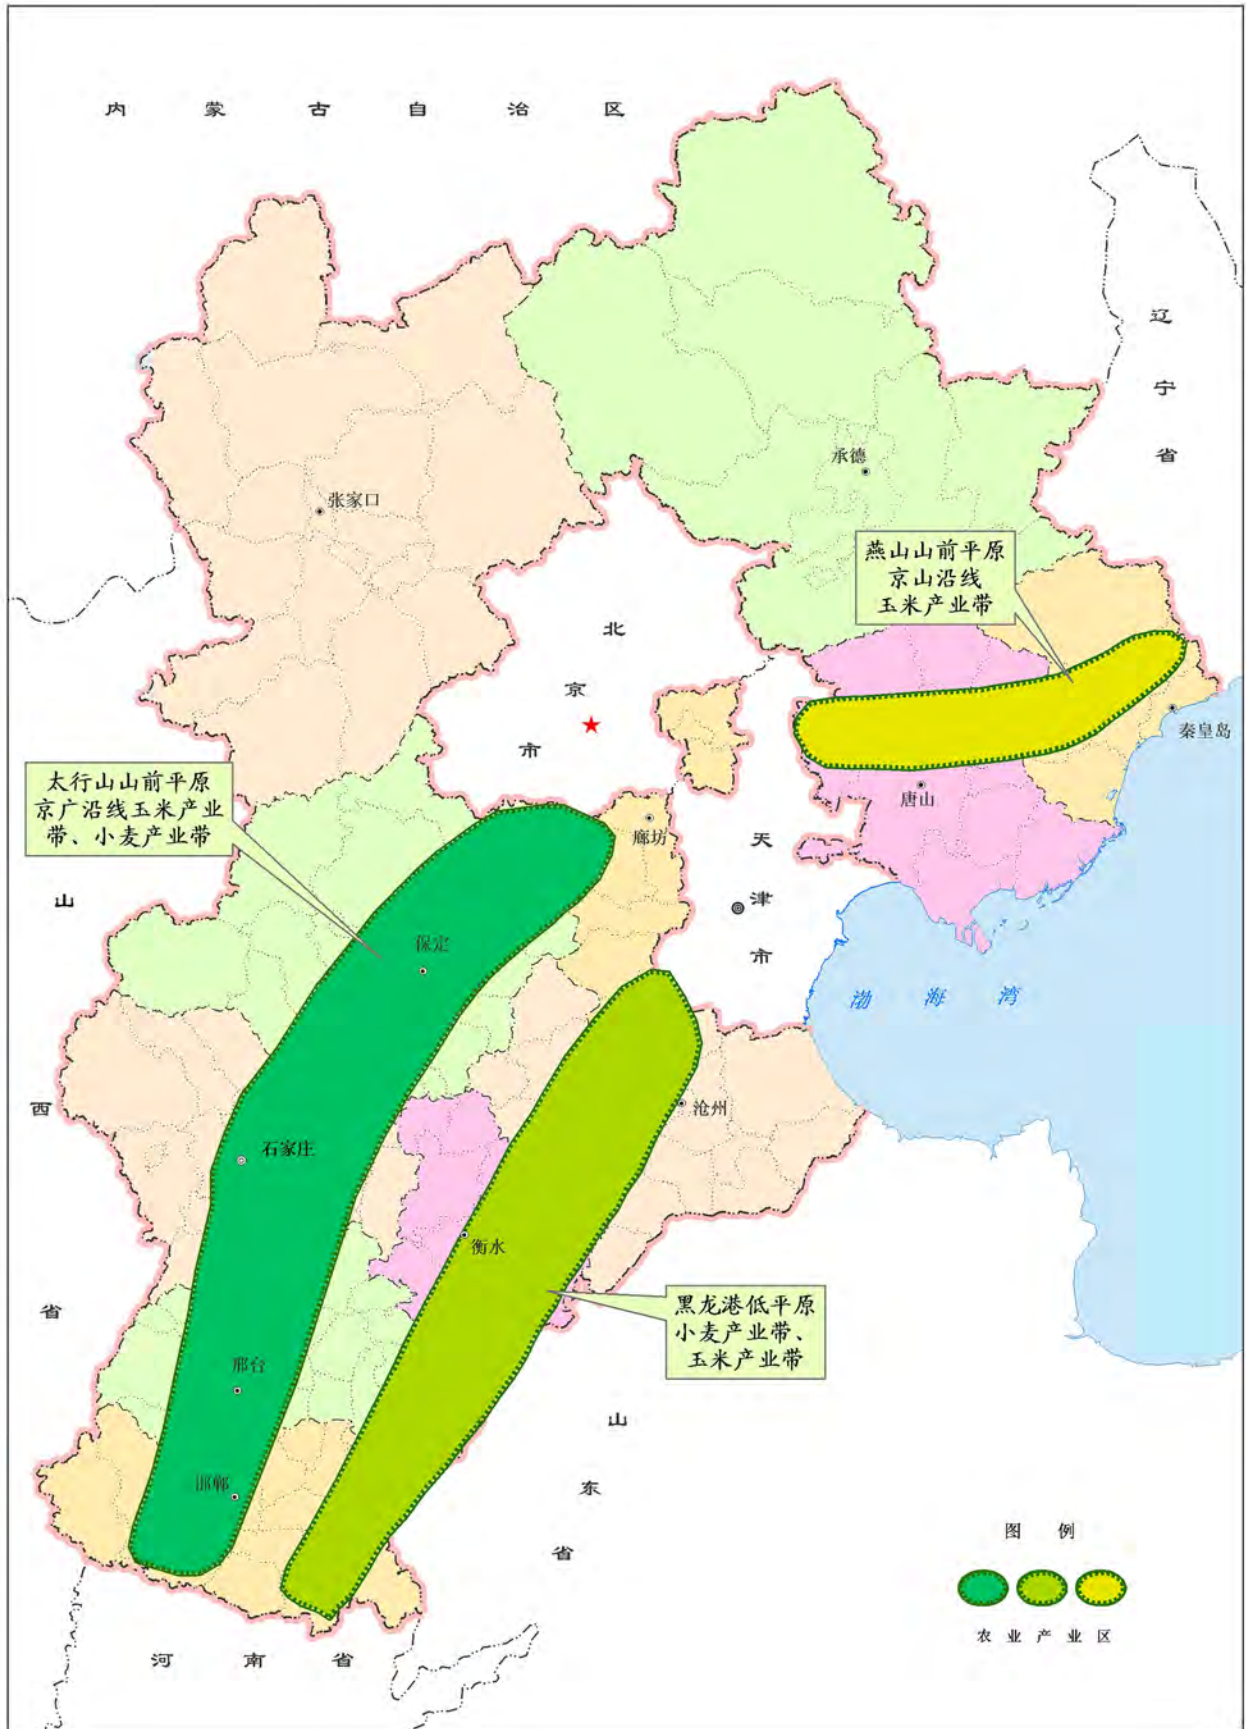 内蒙古自治区
辽宁省
承德
张家口
燕山山前平原
京山沿线
玉米产业带
北京市
秦皇岛
太行山山前平原
京广沿线玉米产业
带、小麦产业带
唐山
廊坊
天津市
山西省
保定
渤海湾
沧州
石家庄
衡水
黑龙港低平原
小麦产业带、
玉米产业带
邢台
邯郸
山东省
河南省
图例
农业产业区